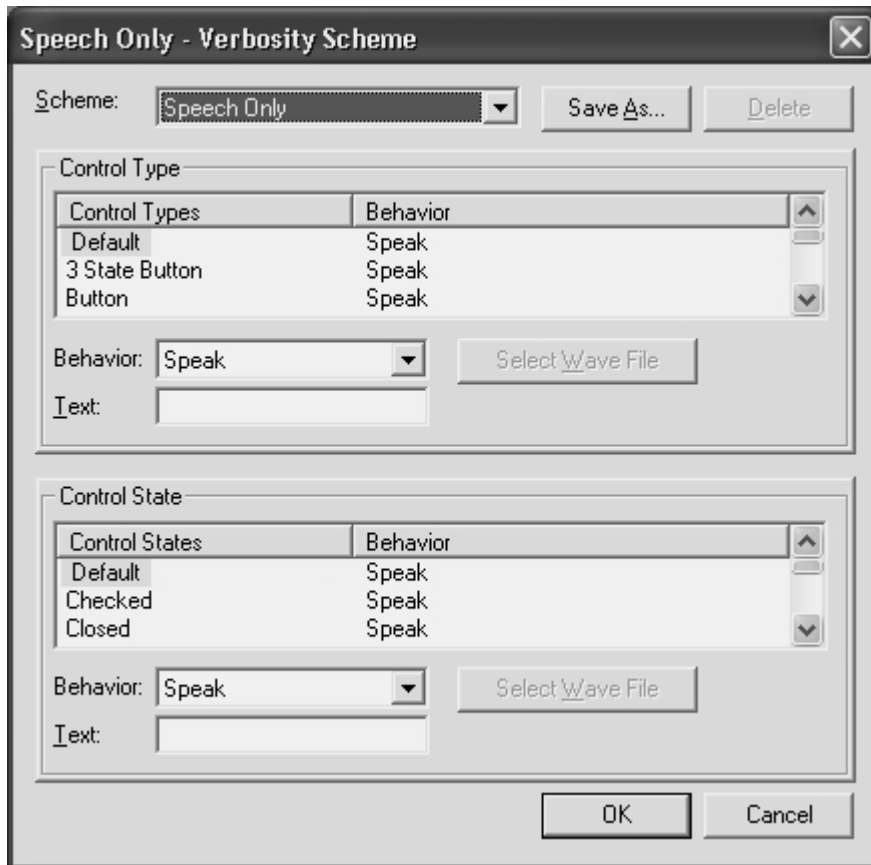 Speech Only - Verbosity Scheme
Scheme: Speech Only Save As... Delete
Control Type
Control Types Behavior
Default Speak
3 State Button Speak
Button Speak
Behavior: Speak Select Wave File
Text:
Control State
Control States Behavior
Default Speak
Checked Speak
Closed Speak
Behavior: Speak Select Wave File
Text:
OK Cancel